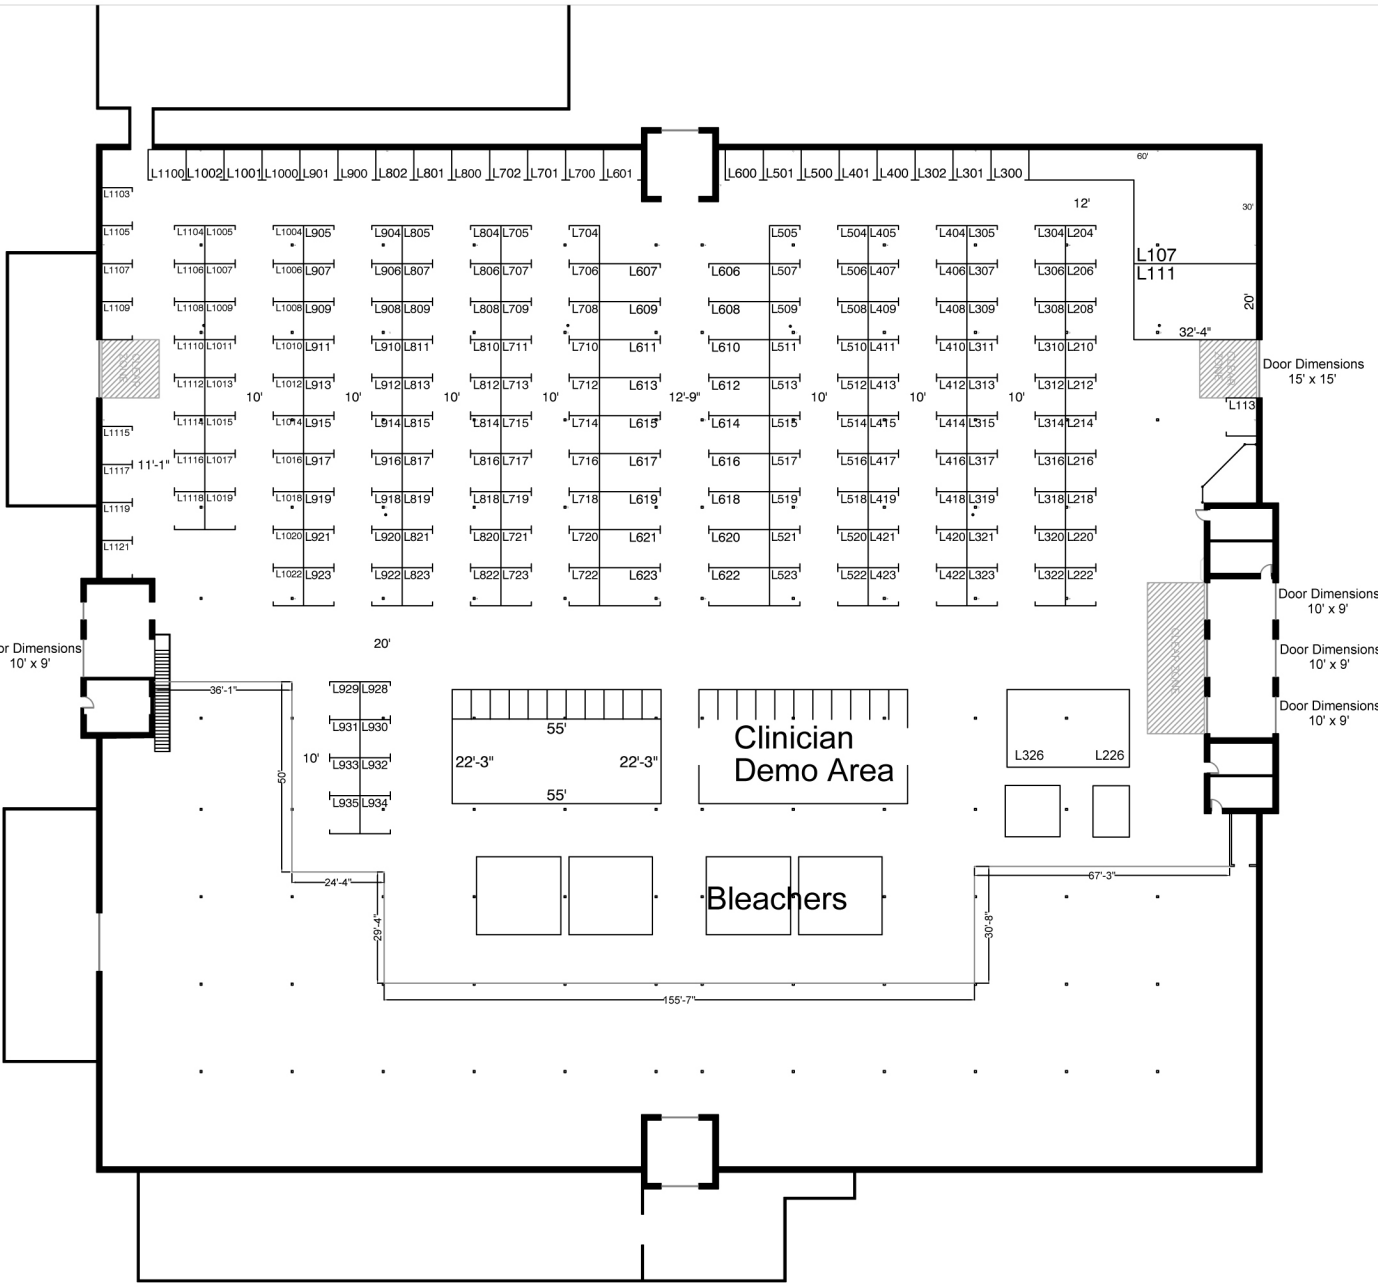 60'
L1100 L1002 L1001 L1000 L901 L900 L802 L801 L800 L702 L701 L700 L601 L600 L501 L500 L401 L400 L302 L301 L300
L1103
12'
30'
L1105 L1104 L1005 L1004 L905 L904 L805 L804 L705 L704 L505 L504 L405 L404 L305 L304 L204
L107
L1107 L1106 L1007 L1006 L907 L906 L807 L806 L707 L706 L607 L606 L507 L506 L407 L406 L307 L306 L206
L111
20'
L1109 L1108 L1009 L1008 L909 L908 L809 L808 L709 L708 L609 L608 L509 L508 L409 L408 L309 L308 L208
32'-4"
L1110 L1011 L1010 L911 L910 L811 L810 L711 L710 L611 L610 L511 L510 L411 L410 L311 L310 L210
CLEAR ZONE
CLEAR ZONE
Door Dimensions
15' x 15'
L1112 L1013 L1012 L913 L912 L813 L812 L713 L712 L613 L612 L513 L512 L413 L412 L313 L312 L212
10' 10' 10' 10' 12'-9" 10' 10' 10'
L113
L1114 L1015 L1014 L915 L914 L815 L814 L715 L714 L615 L614 L515 L514 L415 L414 L315 L314 L214
L1115
L1116 L1017 L1016 L917 L916 L817 L816 L717 L716 L617 L616 L517 L516 L417 L416 L317 L316 L216
L1117 11'-1"
L1118 L1019 L1018 L919 L918 L819 L818 L719 L718 L619 L618 L519 L518 L419 L418 L319 L318 L218
L1119
L1020 L921 L920 L821 L820 L721 L720 L621 L620 L521 L520 L421 L420 L321 L320 L220
L1121
L1022 L923 L922 L823 L822 L723 L722 L623 L622 L523 L522 L423 L422 L323 L322 L222
Door Dimensions
10' x 9'
or Dimensions
10' x 9'
20'
Door Dimensions
10' x 9'
CLEAR ZONE
36'-1"
L929 L928
Door Dimensions
10' x 9'
L931 L930
55'
Clinician
Demo Area
10'
L933 L932
22'-3" 22'-3"
L326 L226
50'
L935 L934
55'
24'-4"
67'-3"
Bleachers
29'-4"
30'-8"
155'-7"